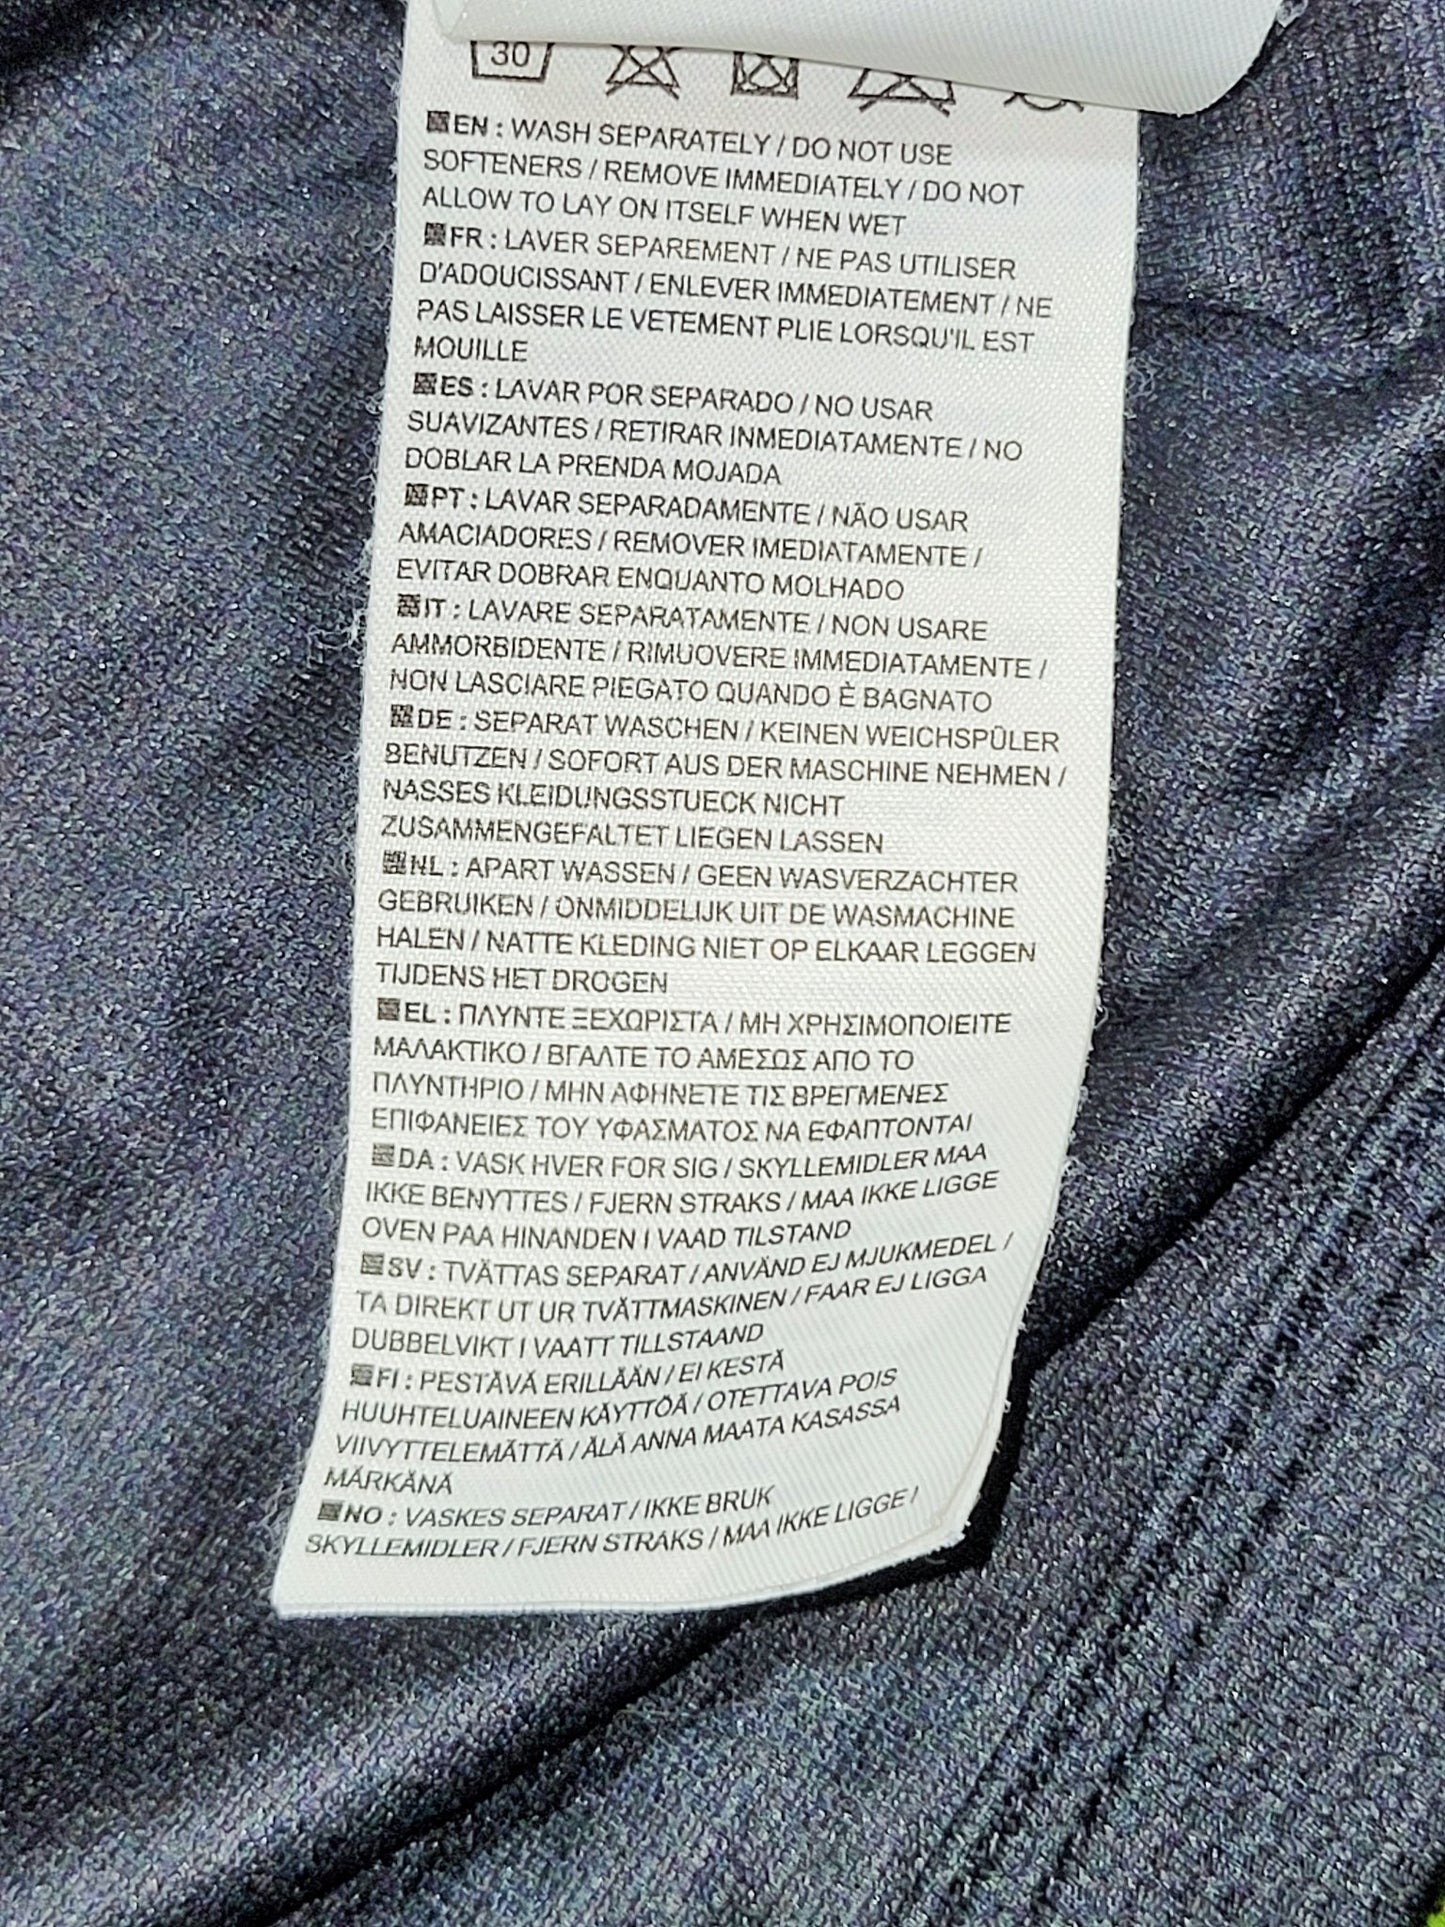 30
EN : WASH SEPARATELY / DO NOT USE
SOFTENERS / REMOVE IMMEDIATELY / DO NOT
ALLOW TO LAY ON ITSELF WHEN WET
FR : LAVER SEPAREMENT / NE PAS UTILISER
D'ADOUCISSANT / ENLEVER IMMEDIATEMENT / NE
PAS LAISSER LE VETEMENT PLIE LORSQU'IL EST
MOUILLE
ES : LAVAR POR SEPARADO / NO USAR
SUAVIZANTES / RETIRAR INMEDIATAMENTE / NO
DOBLAR LA PRENDA MOJADA
PT : LAVAR SEPARADAMENTE / NÃO USAR
AMACIADORES / REMOVER IMEDIATAMENTE /
EVITAR DOBRAR ENQUANTO MOLHADO
IT : LAVARE SEPARATAMENTE / NON USARE
AMMORBIDENTE / RIMUOVERE IMMEDIATAMENTE /
NON LASCIARE PIEGATO QUANDO È BAGNATO
DE : SEPARAT WASCHEN / KEINEN WEICHSPÜLER
BENUTZEN / SOFORT AUS DER MASCHINE NEHMEN /
NASSES KLEIDUNGSSTUECK NICHT
ZUSAMMENGEFALTET LIEGEN LASSEN
NL : APART WASSEN / GEEN WASVERZACHTER
GEBRUIKEN / ONMIDDELIJK UIT DE WASMACHINE
HALEN / NATTE KLEDING NIET OP ELKAAR LEGGEN
TIJDENS HET DROGEN
EL : ΠΛΥΝΤΕ ΞΕΧΩΡΙΣΤΑ / ΜΗ ΧΡΗΣΙΜΟΠΟΙΕΙΤΕ
ΜΑΛΑΚΤΙΚΟ / ΒΓΑΛΤΕ ΤΟ ΑΜΕΣΩΣ ΑΠΟ ΤΟ
ΠΛΥΝΤΗΡΙΟ / ΜΗΝ ΑΦΗΝΕΤΕ ΤΙΣ ΒΡΕΓΜΕΝΕΣ
ΕΠΙΦΑΝΕΙΕΣ ΤΟΥ ΥΦΑΣΜΑΤΟΣ ΝΑ ΕΦΑΠΤΟΝΤΑΙ
DA : VASK HVER FOR SIG / SKYLLEMIDLER MAA
IKKE BENYTTES / FJERN STRAKS / MAA IKKE LIGGE
OVEN PAA HINANDEN I VAAD TILSTAND
SV : TVÄTTAS SEPARAT / ANVÄND EJ MJUKMEDEL /
TA DIREKT UT UR TVÄTTMASKINEN / FAAR EJ LIGGA
DUBBELVIKT I VAATT TILLSTAAND
FI : PESTÄVÄ ERILLÄÄN / EI KESTÄ
HUUHTELUAINEEN KÄYTTÖÄ / OTETTAVA POIS
VIIVYTTELEMÄTTÄ / ÄLÄ ANNA MAATA KASASSA
MÄRKÄNÄ
NO : VASKES SEPARAT / IKKE BRUK
SKYLLEMIDLER / FJERN STRAKS / MAA IKKE LIGGE /